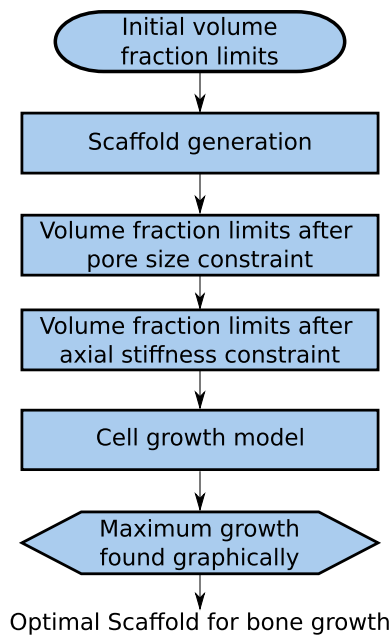 Initial volume
fraction limits
Scaffold generation
Volume fraction limits after
pore size constraint
Volume fraction limits after
axial stiffness constraint
Cell growth model
Maximum growth
found graphically
Optimal Scaffold for bone growth